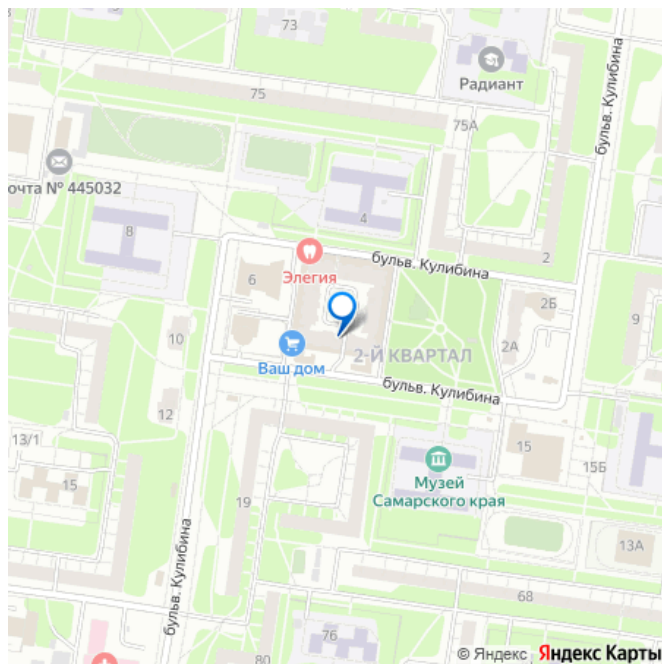 73
75
Радиант
75А
бульв. Кулибина
очта № 445032
4
8
2
бульв. Кулибина
Элегия
6
2Б
9
10
Ваш дом
2-Й КВАРТАЛ
2А
бульв. Кулибина
12
13/1
15
15
15Б
Музей
Самарского края
19
бульв. Кулибина
13А
68
76
80
© Яндекс Яндекс Карты